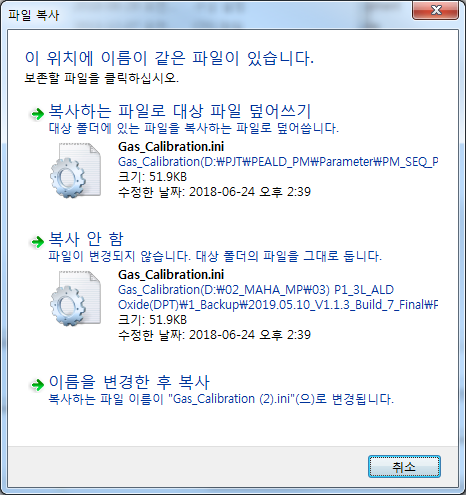 파일 복사
이 위치에 이름이 같은 파일이 있습니다.
보존할 파일을 클릭하십시오.
복사하는 파일로 대상 파일 덮어쓰기
대상 폴더에 있는 파일을 복사하는 파일로 덮어씁니다.
Gas_Calibration.ini
Gas_Calibration(D:₩PJT₩PEALD_PM₩Parameter₩PM_SEQ_P
크기: 51.9KB
수정한 날짜: 2018-06-24 오후 2:39
복사 안 함
파일이 변경되지 않습니다. 대상 폴더의 파일을 그대로 둡니다.
Gas_Calibration.ini
Gas_Calibration(D:₩02_MAHA_MP₩03) P1_3L_ALD
Oxide(DPT)₩1_Backup₩2019.05.10_V1.1.3_Build_7_Final₩F
크기: 51.9KB
수정한 날짜: 2018-06-24 오후 2:39
이름을 변경한 후 복사
복사하는 파일 이름이 "Gas_Calibration (2).ini"(으)로 변경됩니다.
취소